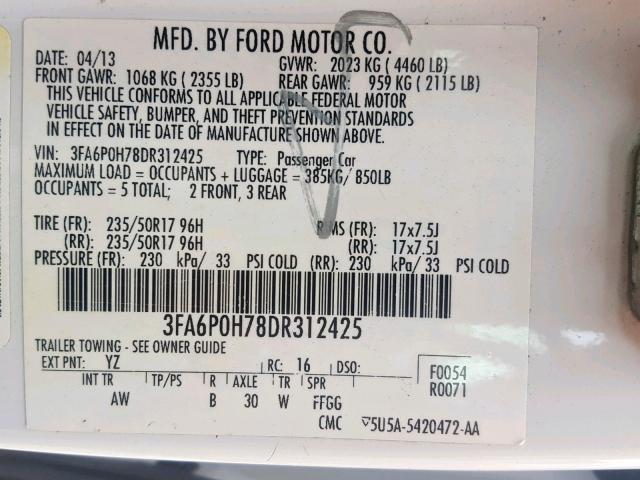 MFD. BY FORD MOTOR CO.
DATE: 04/13 GVWR: 2023 KG ( 4460 LB)
FRONT GAWR: 1068 KG ( 2355 LB) REAR GAWR: 959 KG ( 2115 LB)
THIS VEHICLE CONFORMS TO ALL APPLICABLE FEDERAL MOTOR
VEHICLE SAFETY, BUMPER, AND THEFT PREVENTION STANDARDS
IN EFFECT ON THE DATE OF MANUFACTURE SHOWN ABOVE.
VIN: 3FA6P0H78DR312425 TYPE: Passenger Car
MAXIMUM LOAD = OCCUPANTS + LUGGAGE = 385KG/ 850LB
OCCUPANTS = 5 TOTAL; 2 FRONT, 3 REAR
TIRE (FR): 235/50R17 96H RIMS (FR): 17x7.5J
(RR): 235/50R17 96H (RR): 17x7.5J
PRESSURE (FR): 230 kPa/ 33 PSI COLD (RR): 230 kPa/ 33 PSI COLD
3FA6P0H78DR312425
TRAILER TOWING - SEE OWNER GUIDE
EXT PNT: YZ RC: 16 DSO: F0054
INT TR TP/PS R AXLE TR SPR R0071
AW B 30 W FFGG
CMC 5U5A-5420472-AA